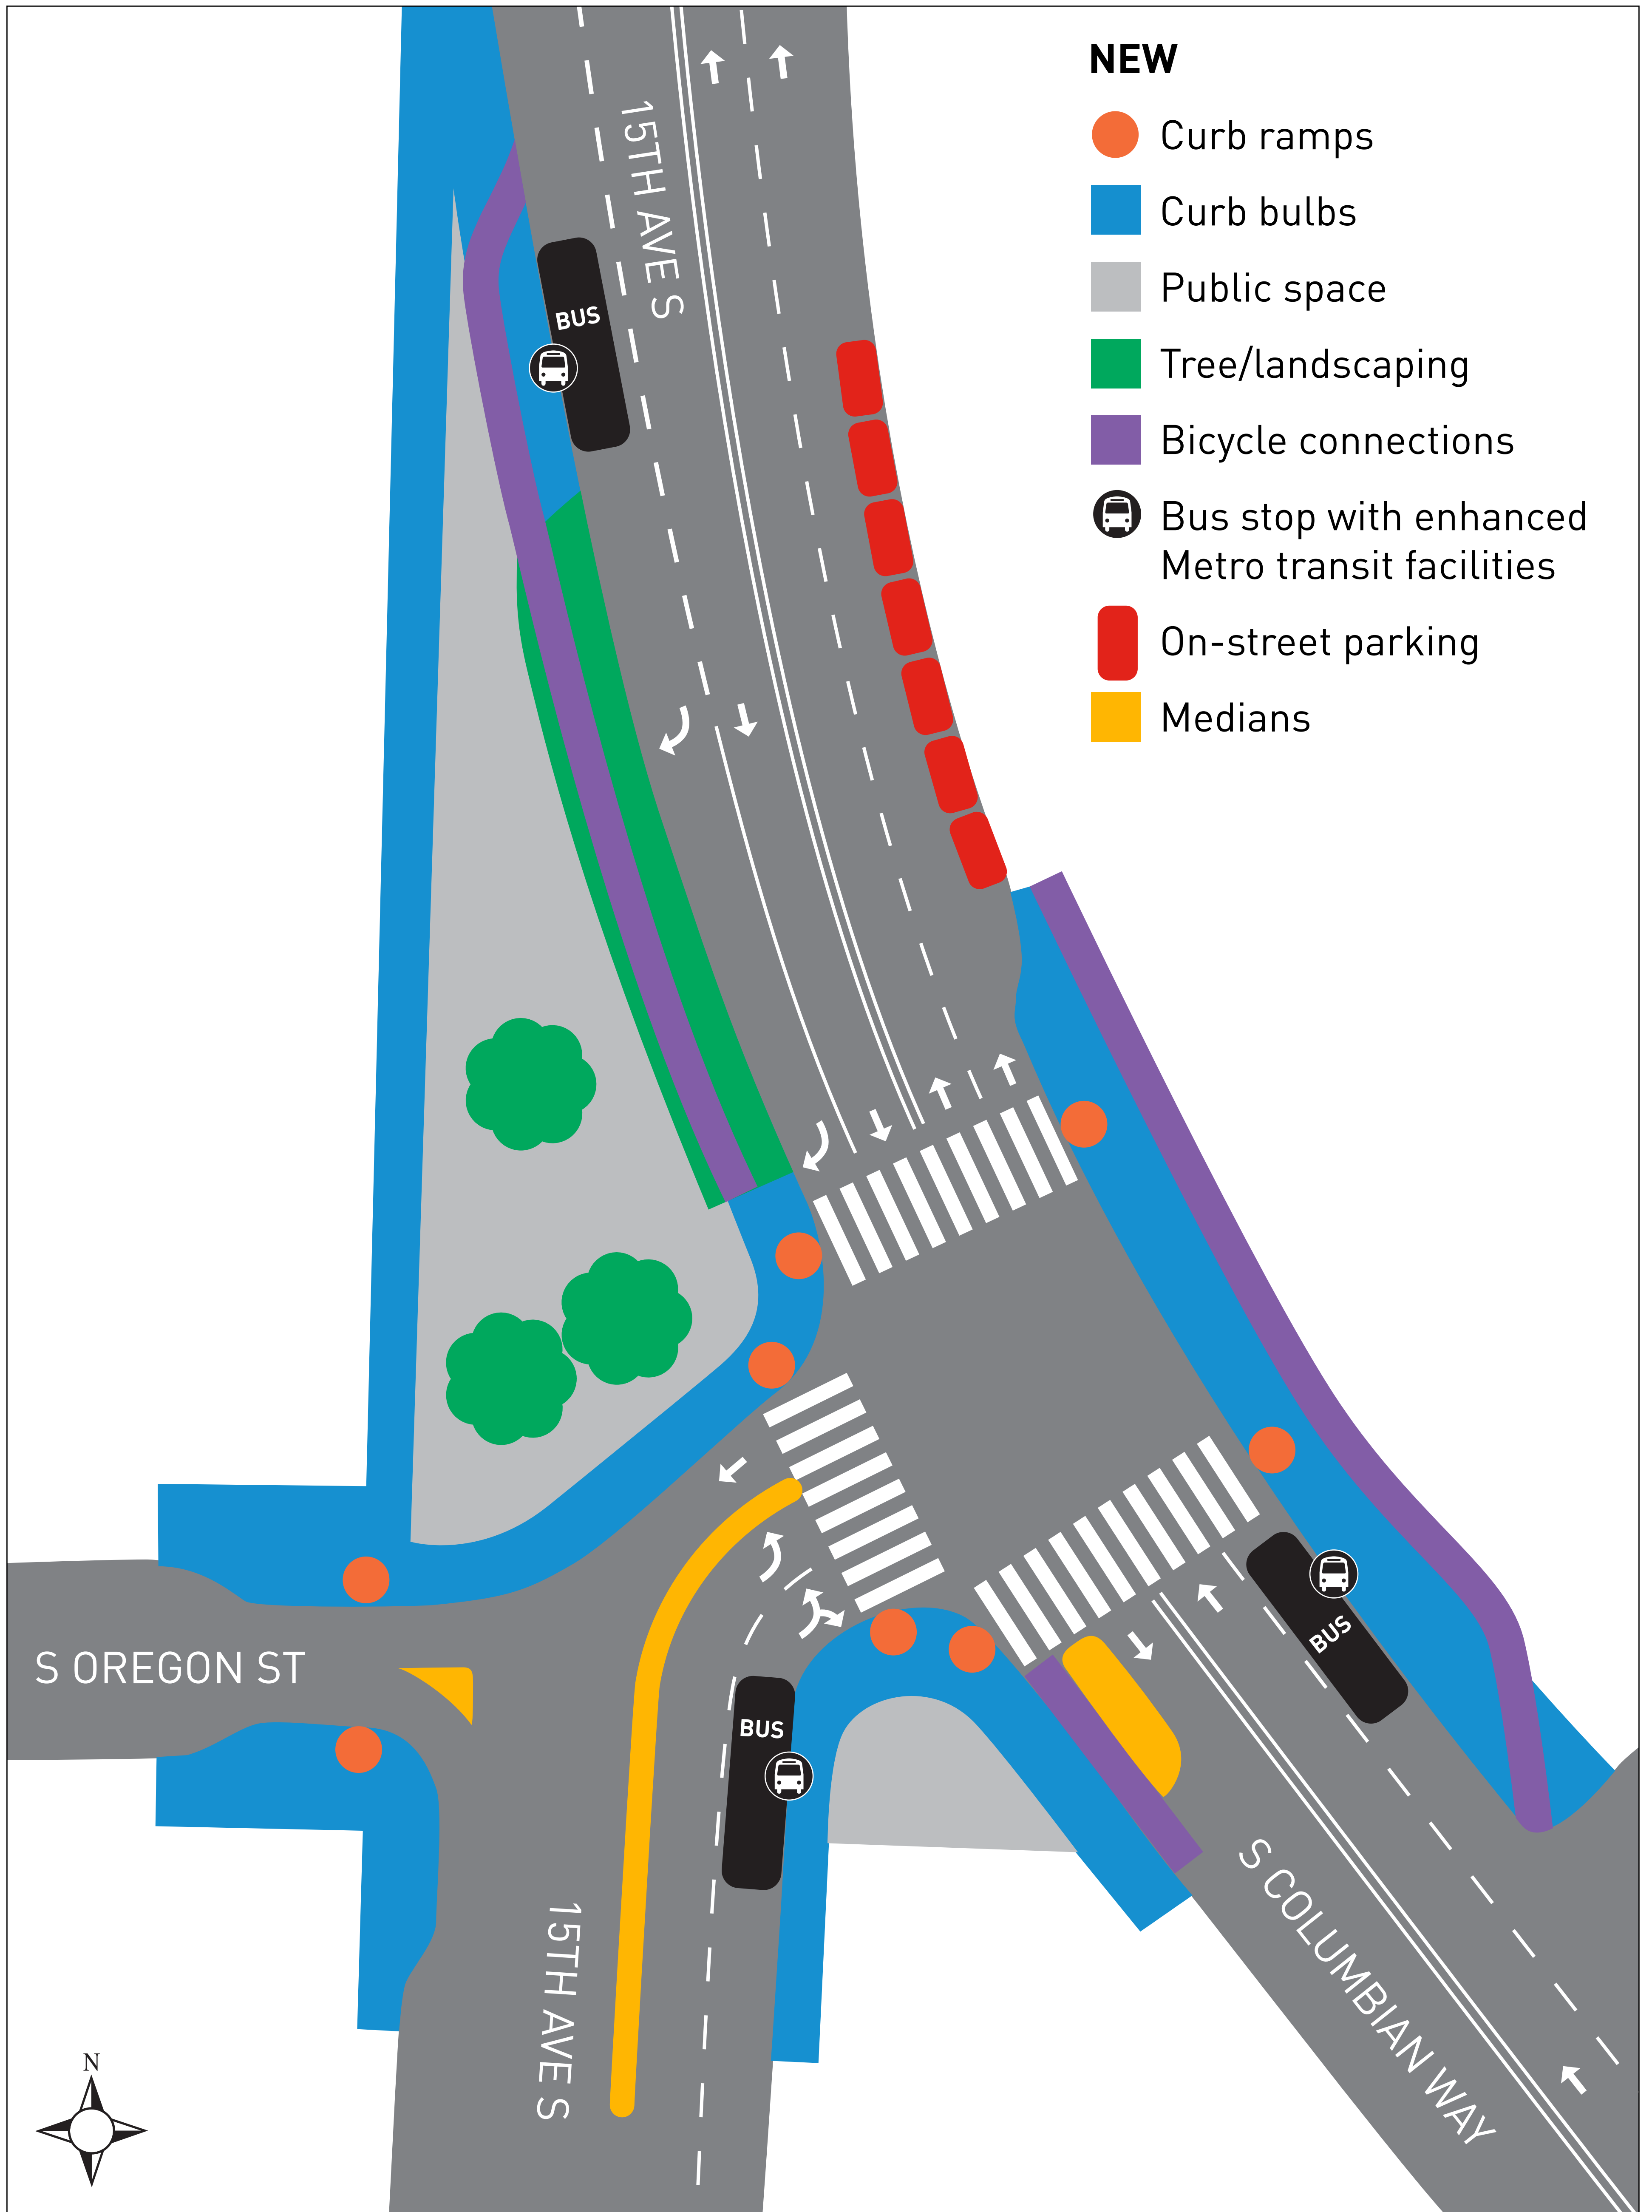 NEW
Curb ramps
Curb bulbs
Public space
Tree/landscaping
Bicycle connections
Bus stop with enhanced
Metro transit facilities
On-street parking
Medians
15TH AVE S
BUS
S OREGON ST
BUS
BUS
15TH AVE S
S COLUMBIAN WAY
N